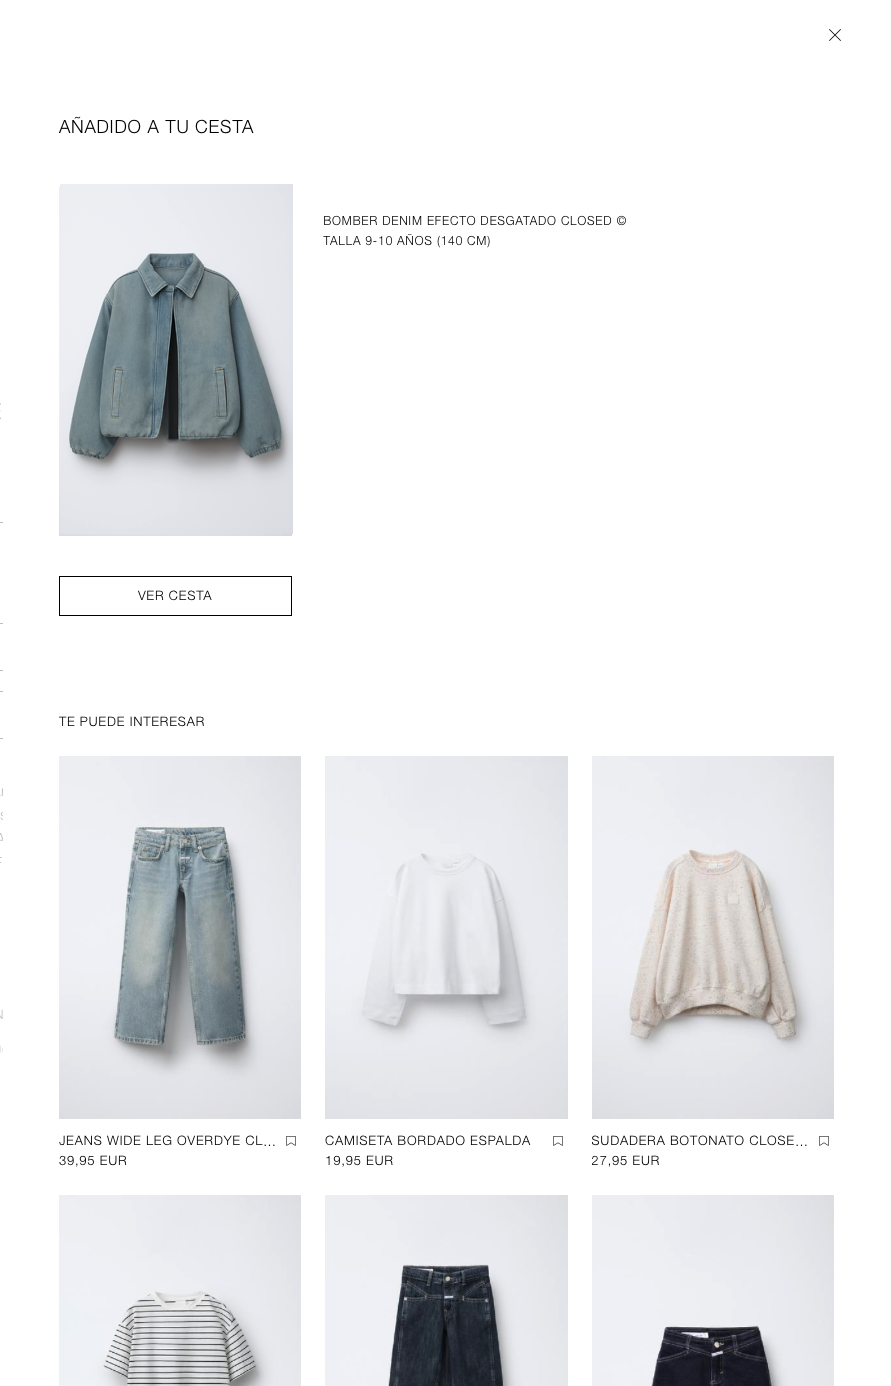 AÑADIDO A TU CESTA
BOMBER DENIM EFECTO DESGATADO CLOSED ©
TALLA 9-10 AÑOS (140 CM)
VER CESTA
TE PUEDE INTERESAR
JEANS WIDE LEG OVERDYE CL...
39,95 EUR
CAMISETA BORDADO ESPALDA
19,95 EUR
SUDADERA BOTONATO CLOSE...
27,95 EUR